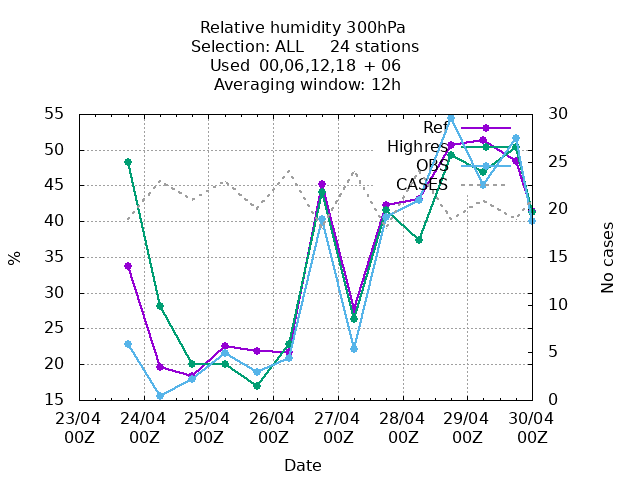 Relative humidity 300hPa
Selection: ALL     24 stations
Used 00,06,12,18 + 06
Averaging window: 12h
55
50
45
40
35
30
25
20
15
30
25
20
15
10
5
0
%
No cases
Ref
Highres
OBS
CASES
23/04 24/04 25/04 26/04 27/04 28/04 29/04 30/04
00Z 00Z 00Z 00Z 00Z 00Z 00Z 00Z
Date